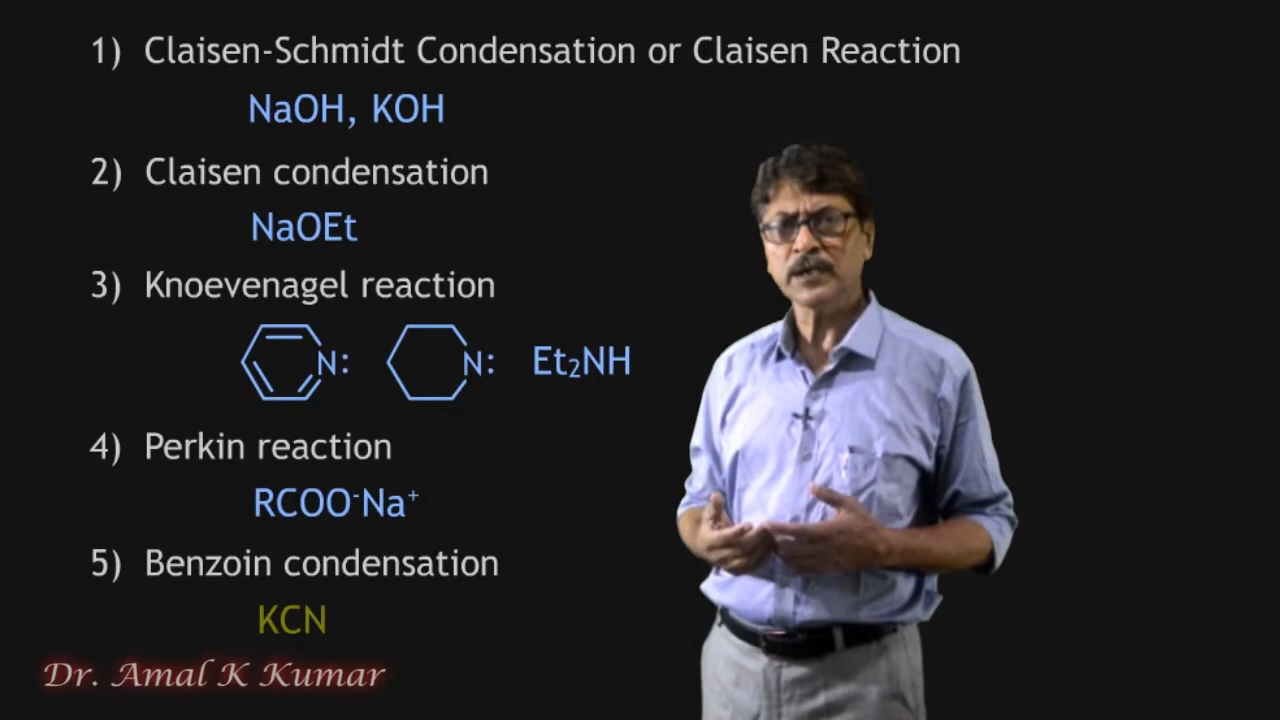 1) Claisen-Schmidt Condensation or Claisen Reaction
NaOH, KOH
2) Claisen condensation
NaOEt
3) Knoevenagel reaction
N: N: Et₂NH
4) Perkin reaction
RCOO⁻Na⁺
5) Benzoin condensation
KCN
Dr. Amal K Kumar